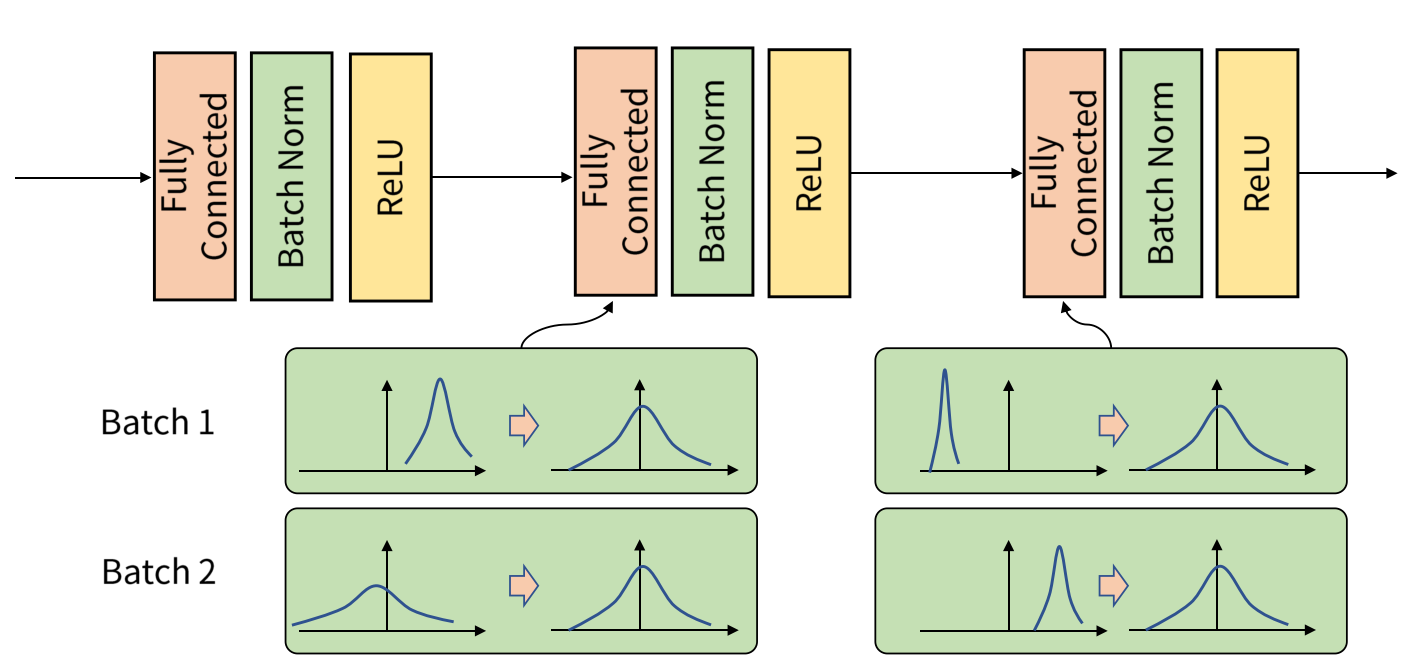 Fully
Connected
Batch Norm
ReLU
Fully
Connected
Batch Norm
ReLU
Fully
Connected
Batch Norm
ReLU
Batch 1
Batch 2